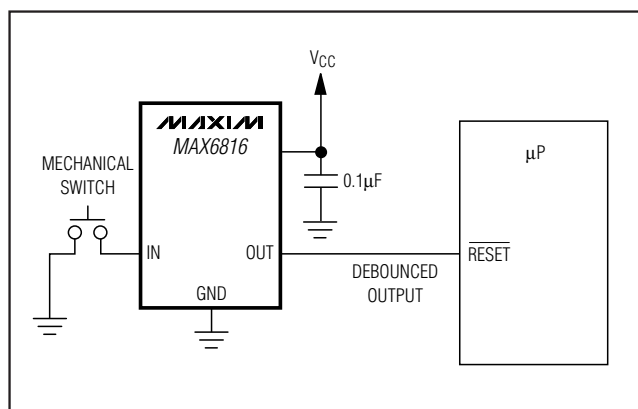 VCC
MAXIM
MAX6816
µP
MECHANICAL
SWITCH
0.1µF
IN
OUT
RESET
DEBOUNCED
OUTPUT
GND